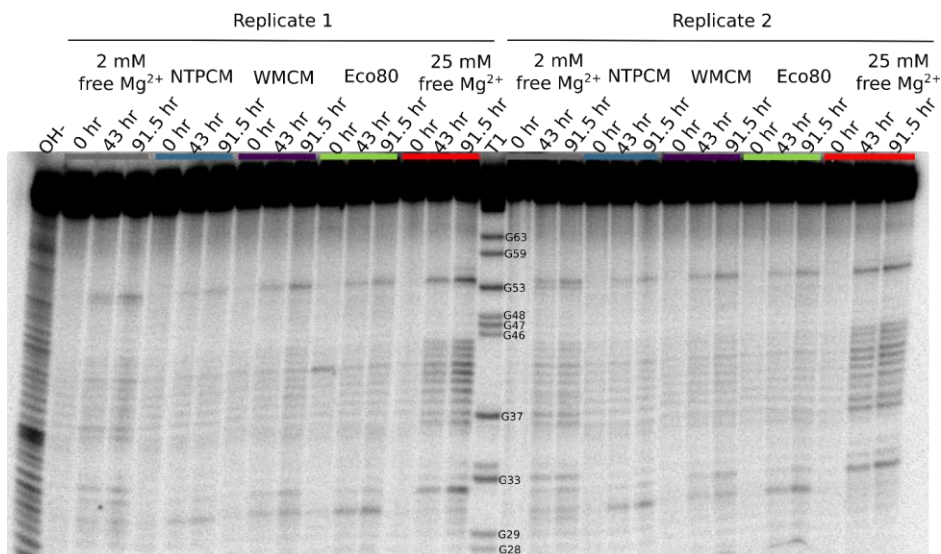 Replicate 1 Replicate 2
2 mM free Mg²⁺ NTPCM WMCM Eco80 25 mM free Mg²⁺ 2 mM free Mg²⁺ NTPCM WMCM Eco80 25 mM free Mg²⁺
OH- 0 hr 43 hr 91.5 hr 0 hr 43 hr 91.5 hr 0 hr 43 hr 91.5 hr 0 hr 43 hr 91.5 hr 0 hr 43 hr 91.5 hr T1 0 hr 43 hr 91.5 hr 0 hr 43 hr 91.5 hr 0 hr 43 hr 91.5 hr 0 hr 43 hr 91.5 hr 0 hr 43 hr 91.5 hr
G63
G59
G53
G48
G47
G46
G37
G33
G29
G28